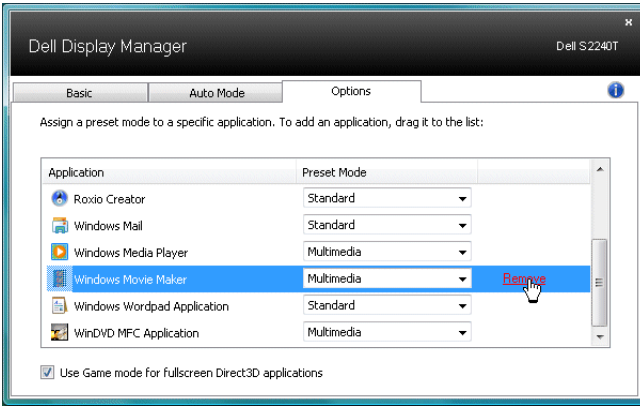 Dell Display Manager
Dell S2240T
Basic
Auto Mode
Options
Assign a preset mode to a specific application. To add an application, drag it to the list:
Application
Preset Mode
Roxio Creator
Standard
Windows Mail
Standard
Windows Media Player
Multimedia
Windows Movie Maker
Multimedia
Remove
Windows Wordpad Application
Standard
WinDVD MFC Application
Multimedia
Use Game mode for fullscreen Direct3D applications